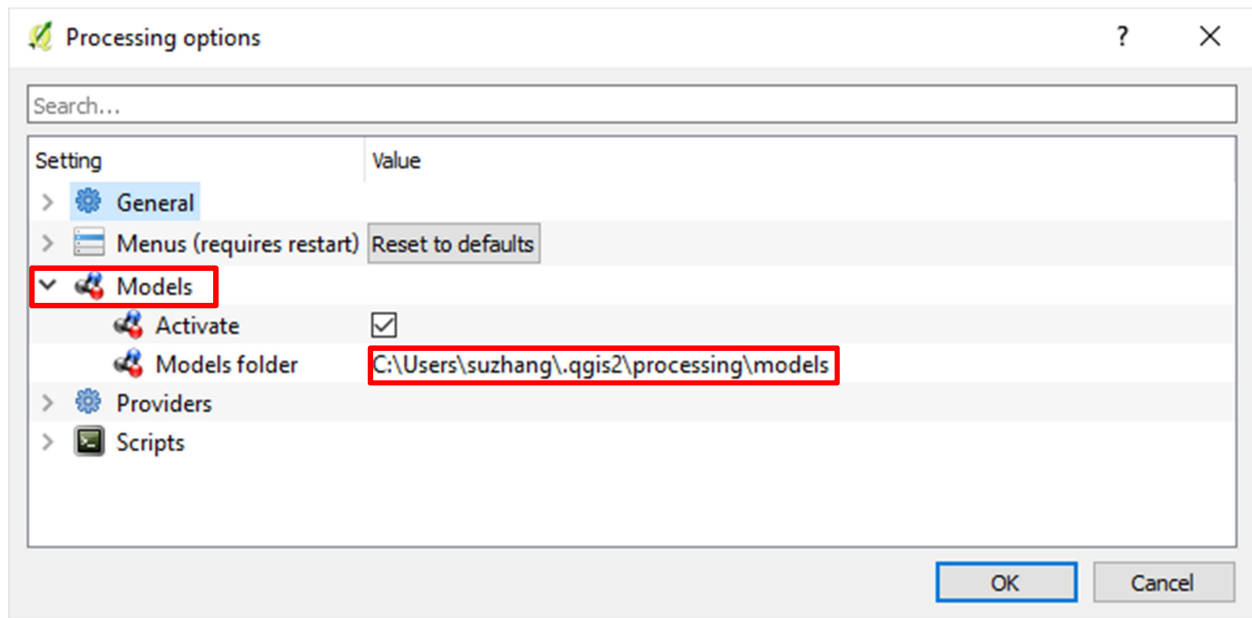 Processing options ?
Search...
Setting Value
General
Menus (requires restart) Reset to defaults
Models
Activate
Models folder C:\Users\suzhang\.qgis2\processing\models
Providers
Scripts
OK Cancel